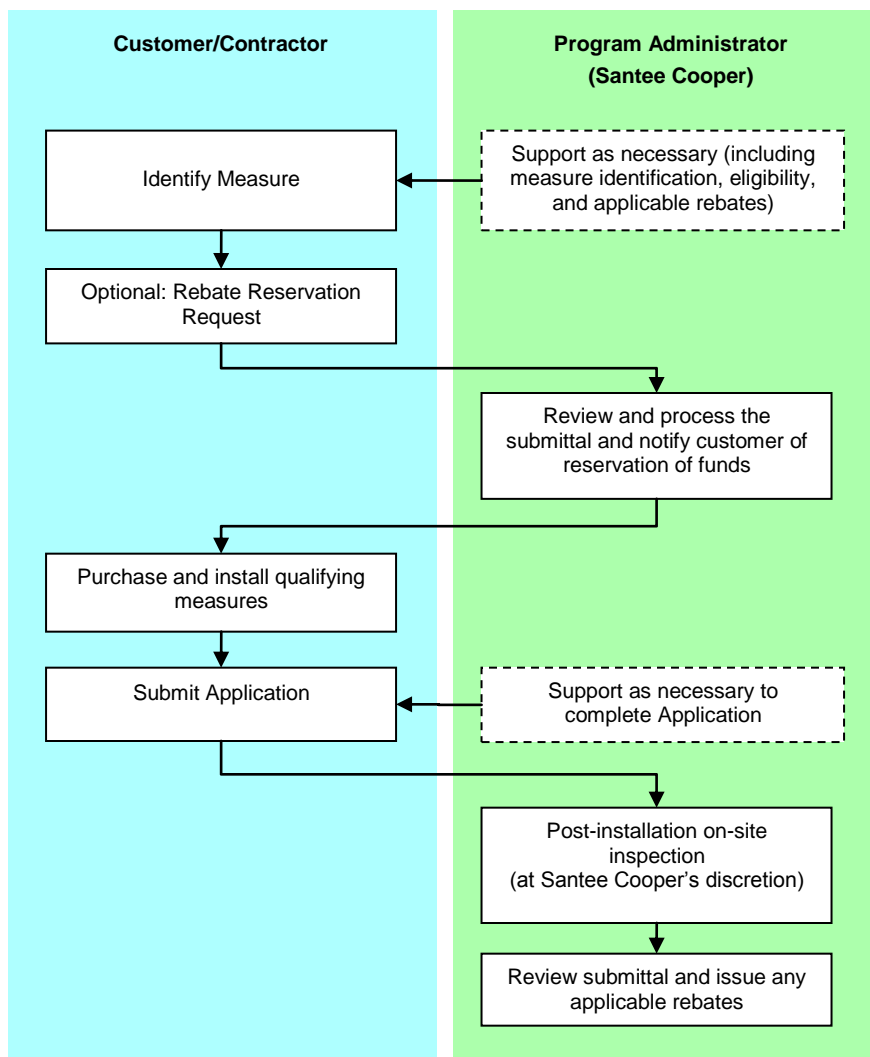 Customer/Contractor
Program Administrator
(Santee Cooper)
Identify Measure
Support as necessary (including
measure identification, eligibility,
and applicable rebates)
Optional: Rebate Reservation
Request
Review and process the
submittal and notify customer of
reservation of funds
Purchase and install qualifying
measures
Submit Application
Support as necessary to
complete Application
Post-installation on-site
inspection
(at Santee Cooper’s discretion)
Review submittal and issue any
applicable rebates